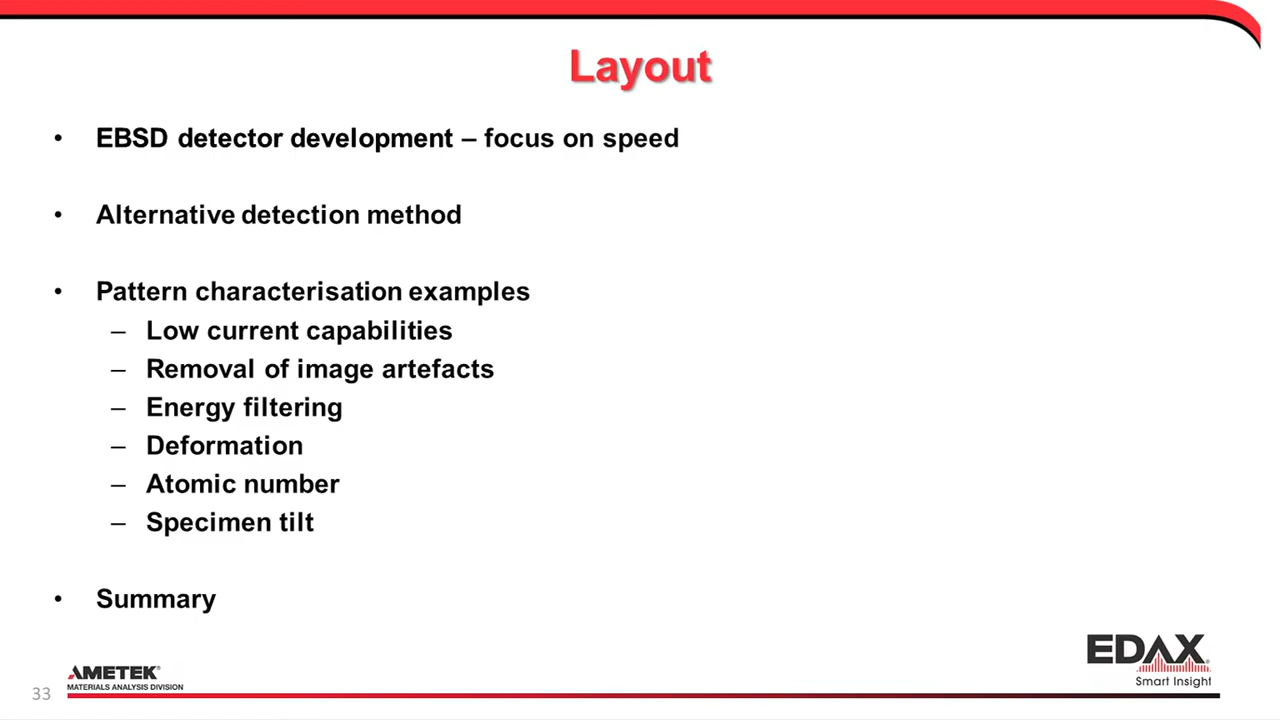 Layout
• EBSD detector development – focus on speed
• Alternative detection method
• Pattern characterisation examples
– Low current capabilities
– Removal of image artefacts
– Energy filtering
– Deformation
– Atomic number
– Specimen tilt
• Summary
33
AMETEK®
MATERIALS ANALYSIS DIVISION
EDAX®
Smart Insight